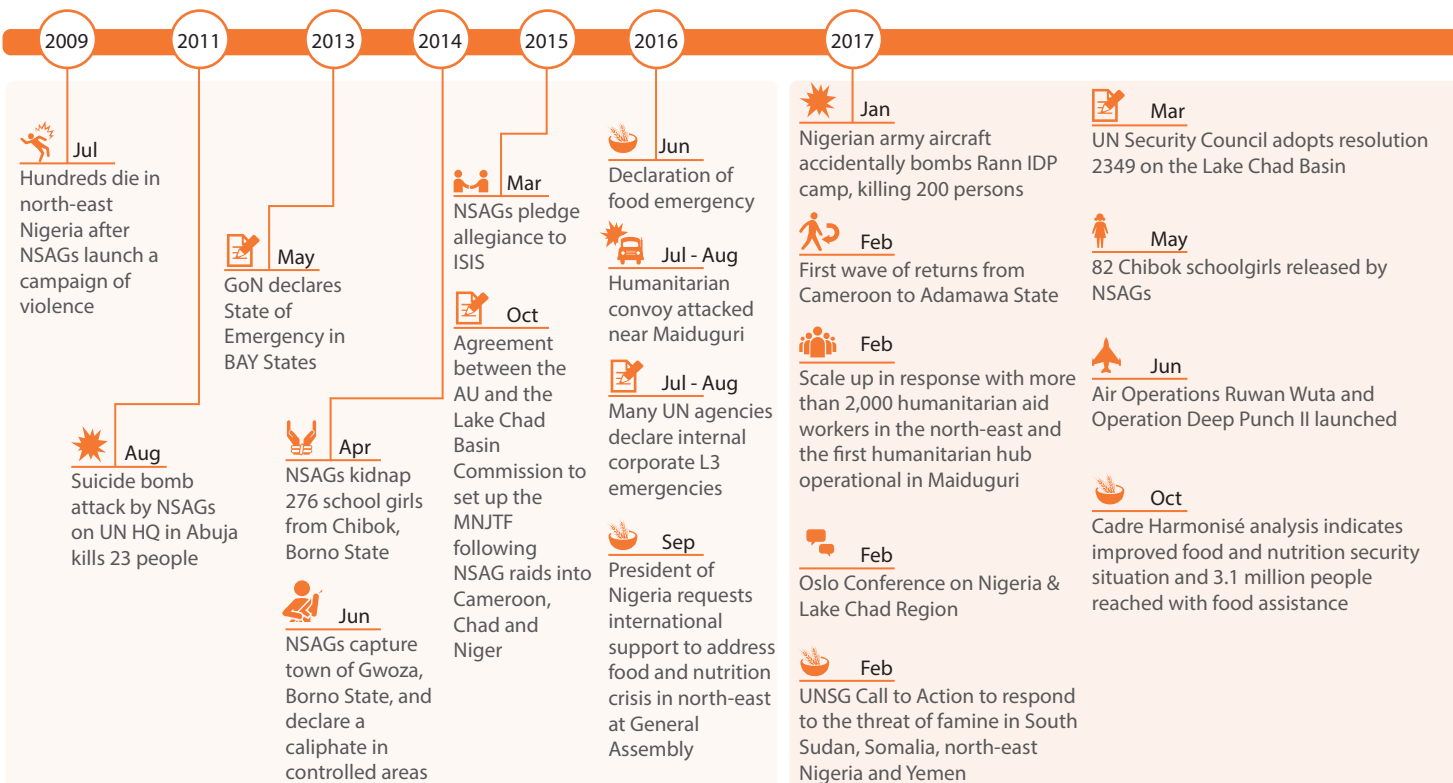 2009
2011
2013
2014
2015
2016
2017
Jul
Hundreds die in
north-east
Nigeria after
NSAGs launch a
campaign of
violence
Aug
Suicide bomb
attack by NSAGs
on UN HQ in Abuja
kills 23 people
May
GoN declares
State of
Emergency in
BAY States
Apr
NSAGs kidnap
276 school girls
from Chibok,
Borno State
Jun
NSAGs capture
town of Gwoza,
Borno State, and
declare a
caliphate in
controlled areas
Mar
NSAGs pledge
allegiance to
ISIS
Oct
Agreement
between the
AU and the
Lake Chad
Basin
Commission to
set up the
MNJTF
following
NSAG raids into
Cameroon,
Chad and
Niger
Jun
Declaration of
food emergency
Jul - Aug
Humanitarian
convoy attacked
near Maiduguri
Jul - Aug
Many UN agencies
declare internal
corporate L3
emergencies
Sep
President of
Nigeria requests
international
support to address
food and nutrition
crisis in north-east
at General
Assembly
Jan
Nigerian army aircraft
accidentally bombs Rann IDP
camp, killing 200 persons
Feb
First wave of returns from
Cameroon to Adamawa State
Feb
Scale up in response with more
than 2,000 humanitarian aid
workers in the north-east and
the first humanitarian hub
operational in Maiduguri
Feb
Oslo Conference on Nigeria &
Lake Chad Region
Feb
UNSG Call to Action to respond
to the threat of famine in South
Sudan, Somalia, north-east
Nigeria and Yemen
Mar
UN Security Council adopts resolution
2349 on the Lake Chad Basin
May
82 Chibok schoolgirls released by
NSAGs
Jun
Air Operations Ruwan Wuta and
Operation Deep Punch II launched
Oct
Cadre Harmonisé analysis indicates
improved food and nutrition security
situation and 3.1 million people
reached with food assistance